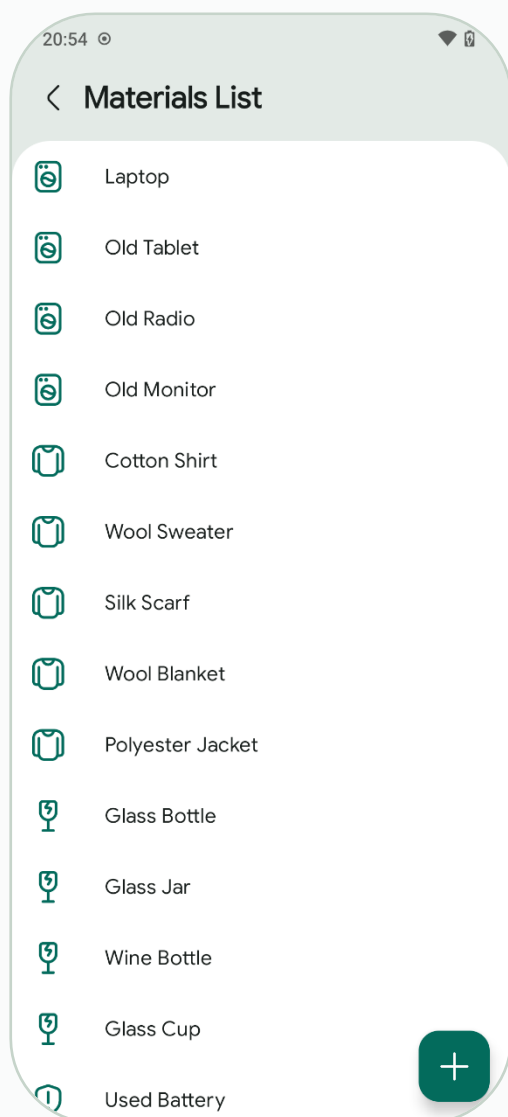 20:54
Materials List
Laptop
Old Tablet
Old Radio
Old Monitor
Cotton Shirt
Wool Sweater
Silk Scarf
Wool Blanket
Polyester Jacket
Glass Bottle
Glass Jar
Wine Bottle
Glass Cup
Used Battery